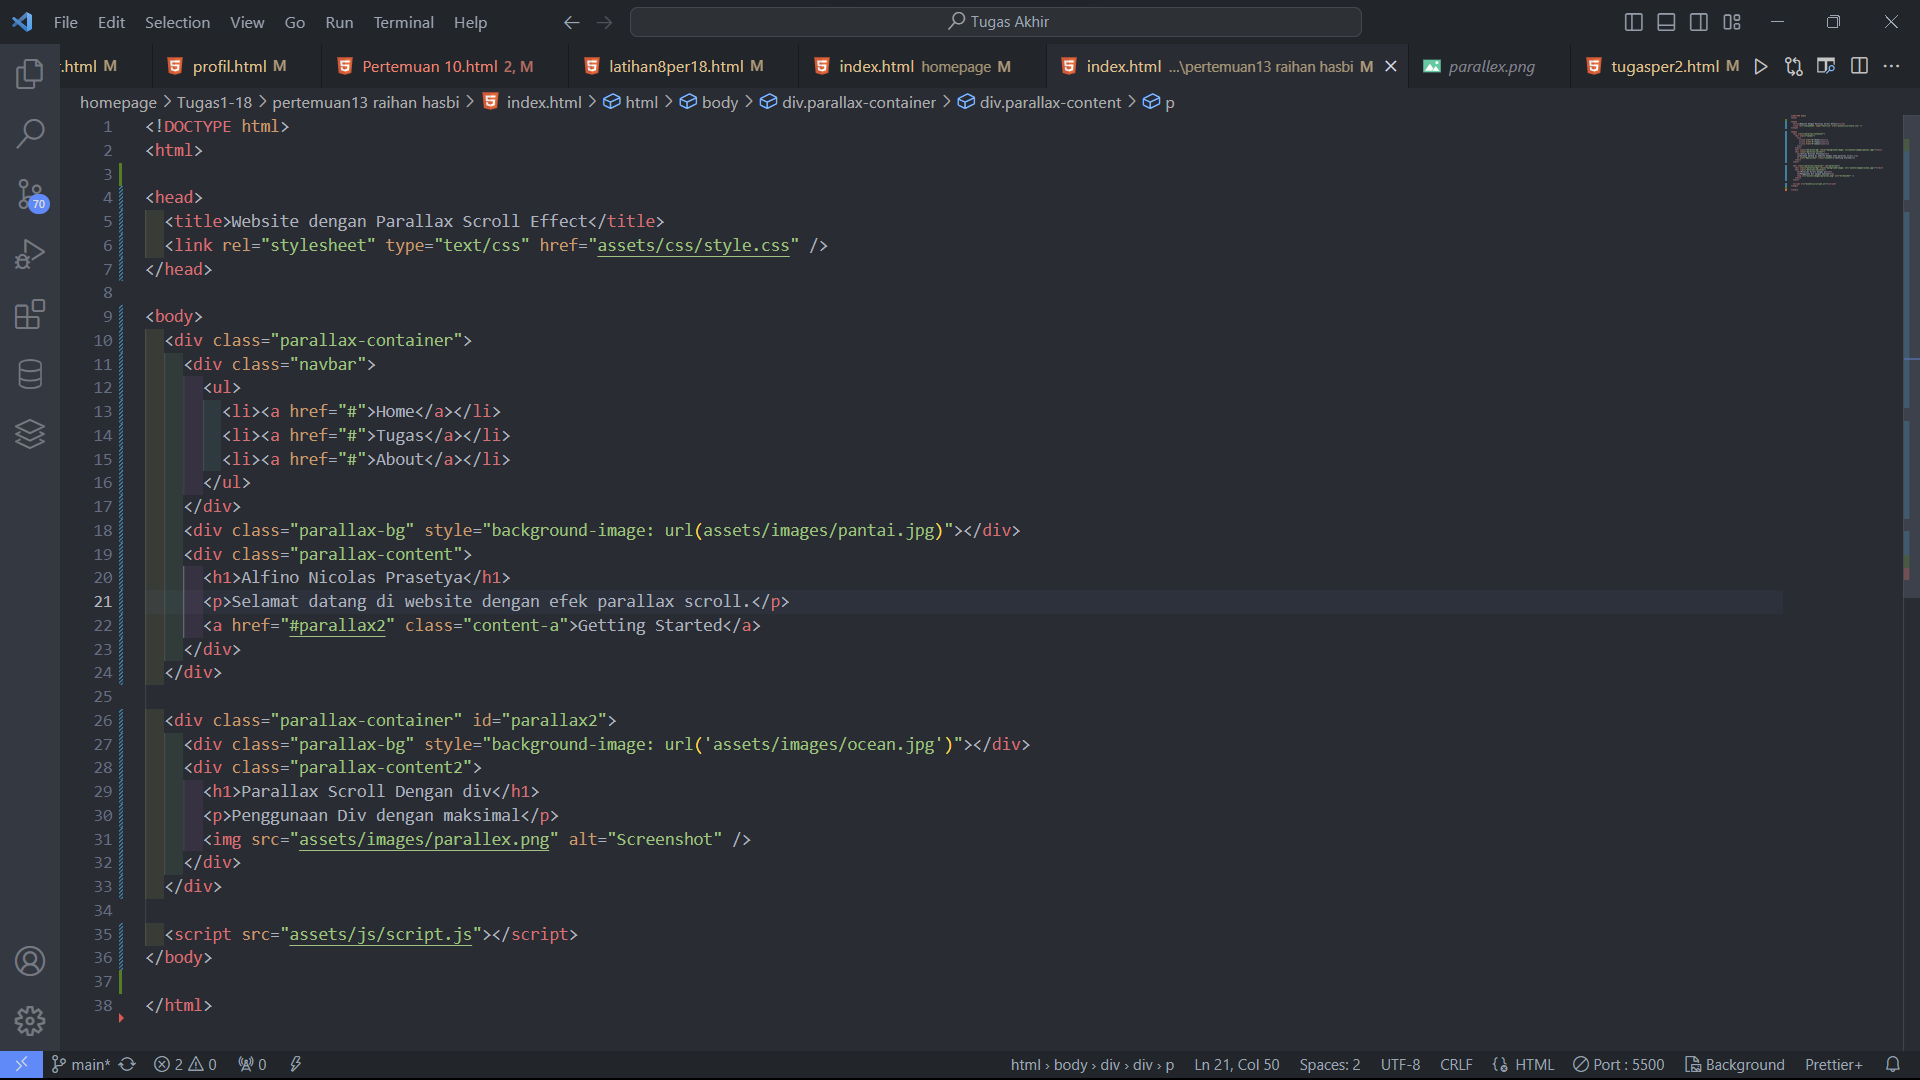 File Edit Selection View Go Run Terminal Help Tugas Akhir
.html M profil.html M Pertemuan 10.html 2, M latihan8per18.html M index.html homepage M index.html ...\pertemuan13 raihan hasbi M parallex.png tugasper2.html M
homepage > Tugas1-18 > pertemuan13 raihan hasbi > index.html > html > body > div.parallax-container > div.parallax-content > p
1 <!DOCTYPE html>
2 <html>
3
4 <head>
5 <title>Website dengan Parallax Scroll Effect</title>
6 <link rel="stylesheet" type="text/css" href="assets/css/style.css" />
7 </head>
8
9 <body>
10 <div class="parallax-container">
11 <div class="navbar">
12 <ul>
13 <li><a href="#">Home</a></li>
14 <li><a href="#">Tugas</a></li>
15 <li><a href="#">About</a></li>
16 </ul>
17 </div>
18 <div class="parallax-bg" style="background-image: url(assets/images/pantai.jpg)"></div>
19 <div class="parallax-content">
20 <h1>Alfino Nicolas Prasetya</h1>
21 <p>Selamat datang di website dengan efek parallax scroll.</p>
22 <a href="#parallax2" class="content-a">Getting Started</a>
23 </div>
24 </div>
25
26 <div class="parallax-container" id="parallax2">
27 <div class="parallax-bg" style="background-image: url('assets/images/ocean.jpg')"></div>
28 <div class="parallax-content2">
29 <h1>Parallax Scroll Dengan div</h1>
30 <p>Penggunaan Div dengan maksimal</p>
31 <img src="assets/images/parallex.png" alt="Screenshot" />
32 </div>
33 </div>
34
35 <script src="assets/js/script.js"></script>
36 </body>
37
38 </html>
70
main* 2 0 0 html › body › div › div › p Ln 21, Col 50 Spaces: 2 UTF-8 CRLF HTML Port : 5500 Background Prettier+